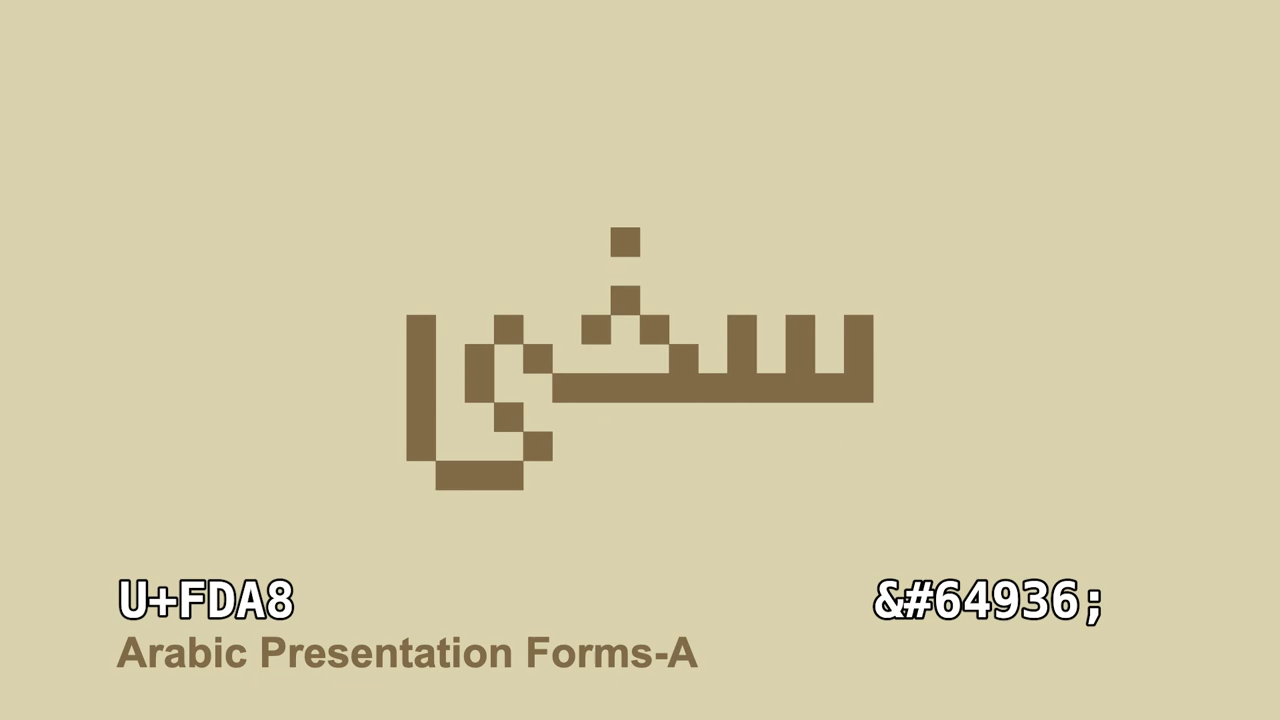 سخى
U+FDA8
&#64936;
Arabic Presentation Forms-A